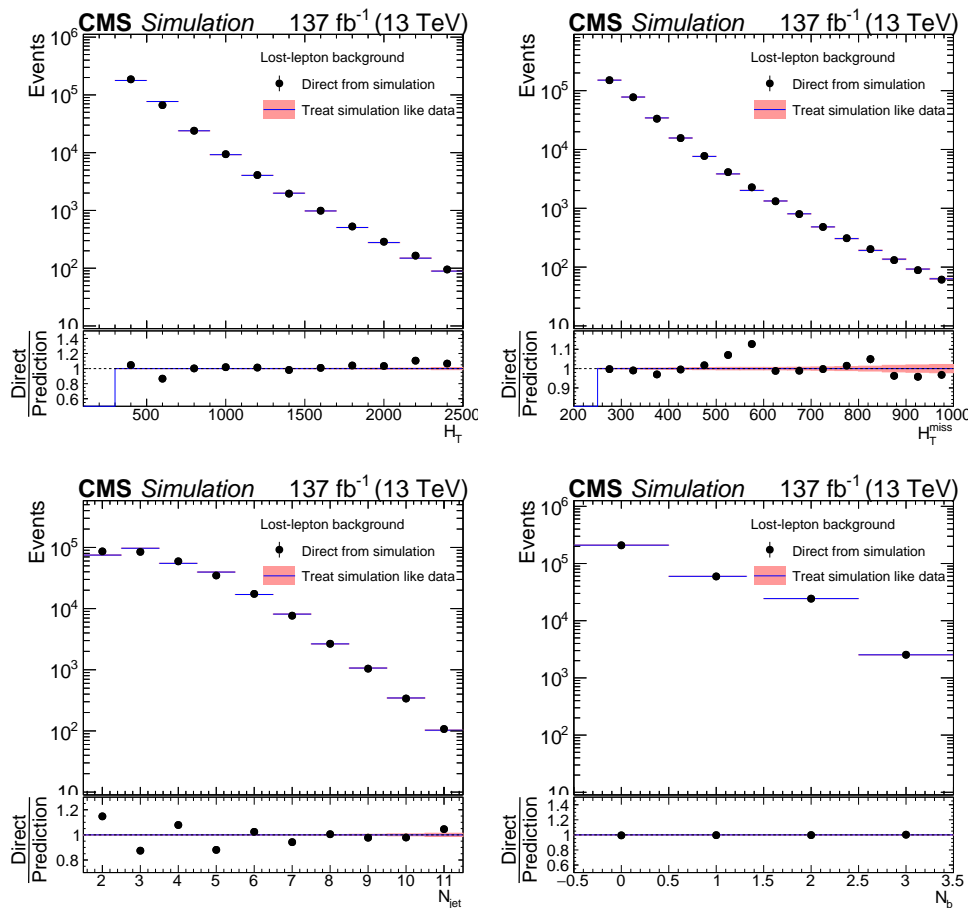 CMS Simulation 137 fb⁻¹ (13 TeV)
Events
10⁶
10⁵
10⁴
10³
10²
10
Lost-lepton background
Direct from simulation
Treat simulation like data
Direct
Prediction
1.4
1.2
1
0.8
0.6
500 1000 1500 2000 2500
H_T
CMS Simulation 137 fb⁻¹ (13 TeV)
Events
10⁵
10⁴
10³
10²
10
Lost-lepton background
Direct from simulation
Treat simulation like data
Direct
Prediction
1.1
1
0.9
200 300 400 500 600 700 800 900 1000
H_T^miss
CMS Simulation 137 fb⁻¹ (13 TeV)
Events
10⁵
10⁴
10³
10²
10
Lost-lepton background
Direct from simulation
Treat simulation like data
Direct
Prediction
1.2
1
0.8
2 3 4 5 6 7 8 9 10 11
N_jet
CMS Simulation 137 fb⁻¹ (13 TeV)
Events
10⁶
10⁵
10⁴
10³
10²
10
Lost-lepton background
Direct from simulation
Treat simulation like data
Direct
Prediction
1.4
1.2
1
0.8
0.6
−0.5 0 0.5 1 1.5 2 2.5 3 3.5
N_b